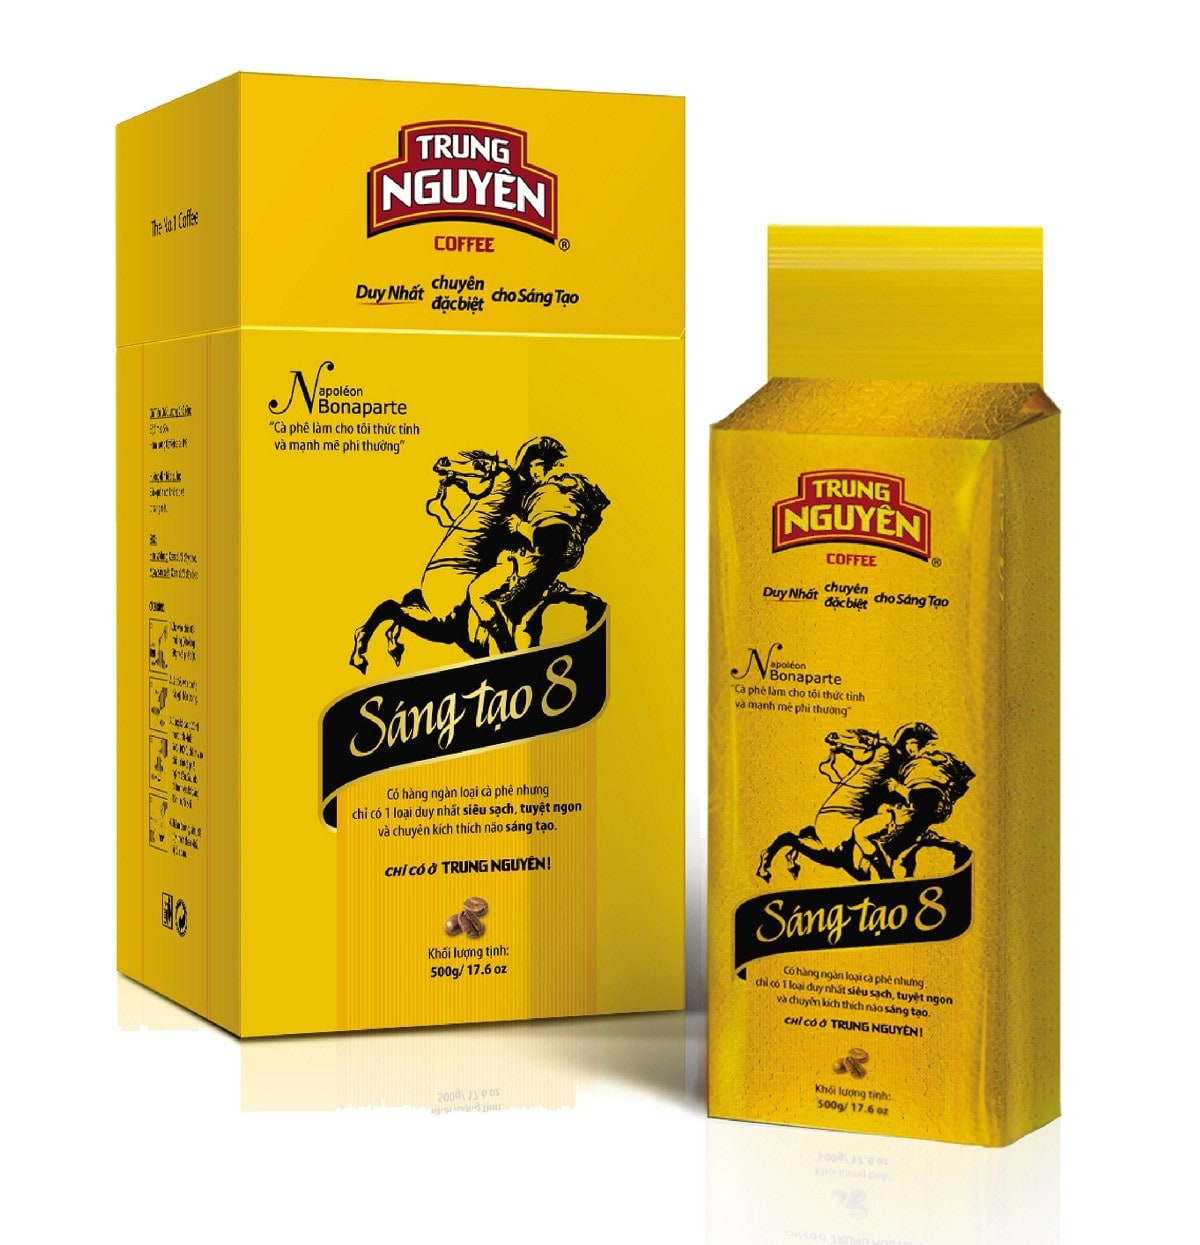 The No.1 Coffee
TRUNG
NGUYÊN
COFFEE
®
Duy Nhất chuyên đặc biệt cho Sáng Tạo
Napoléon
Bonaparte
“Cà phê làm cho tôi thức tỉnh
và mạnh mẽ phi thường”
Sáng tạo 8
Có hàng ngàn loại cà phê nhưng
chỉ có 1 loại duy nhất siêu sạch, tuyệt ngon
và chuyên kích thích não sáng tạo.
CHỈ CÓ Ở TRUNG NGUYÊN!
Khối lượng tịnh:
500g/ 17.6 oz
TRUNG
NGUYÊN
COFFEE
®
Duy Nhất chuyên đặc biệt cho Sáng Tạo
Napoléon
Bonaparte
“Cà phê làm cho tôi thức tỉnh
và mạnh mẽ phi thường”
Sáng tạo 8
Có hàng ngàn loại cà phê nhưng
chỉ có 1 loại duy nhất siêu sạch, tuyệt ngon
và chuyên kích thích não sáng tạo.
CHỈ CÓ Ở TRUNG NGUYÊN!
Khối lượng tịnh:
500g/ 17.6 oz